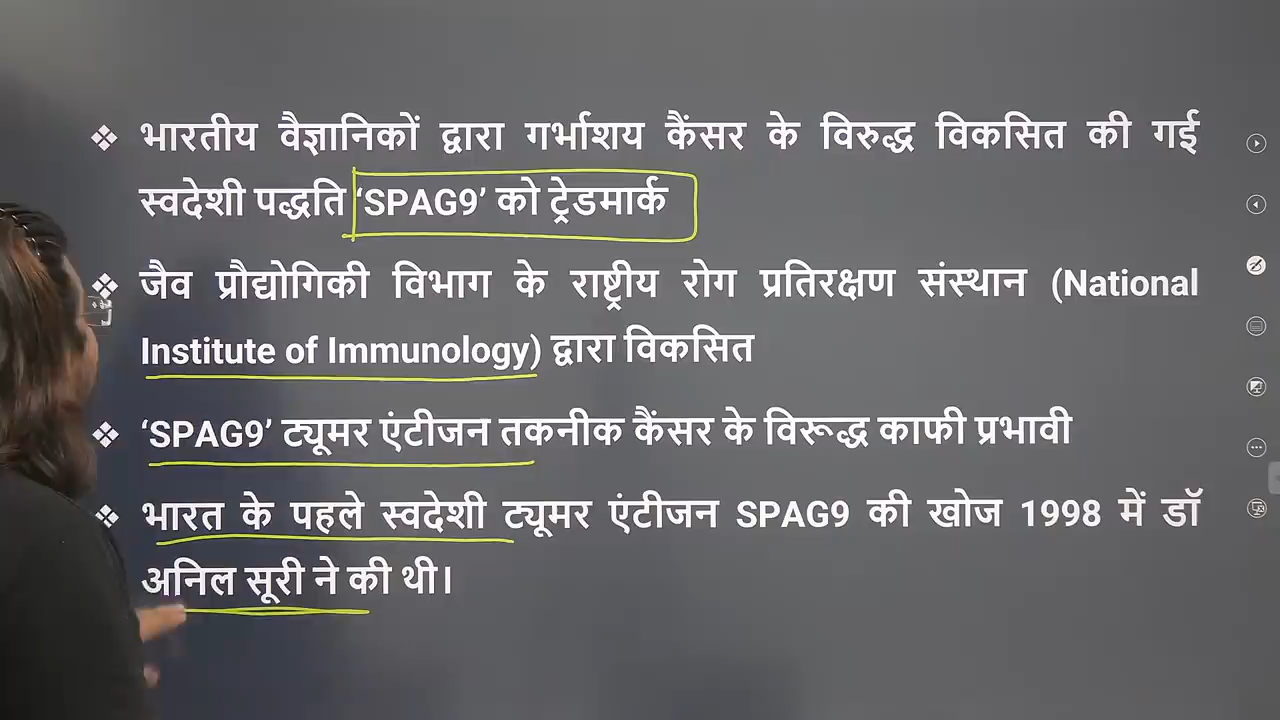 ❖ भारतीय वैज्ञानिकों द्वारा गर्भाशय कैंसर के विरुद्ध विकसित की गई
स्वदेशी पद्धति ‘SPAG9’ को ट्रेडमार्क
❖ जैव प्रौद्योगिकी विभाग के राष्ट्रीय रोग प्रतिरक्षण संस्थान (National
Institute of Immunology) द्वारा विकसित
❖ ‘SPAG9’ ट्यूमर एंटीजन तकनीक कैंसर के विरूद्ध काफी प्रभावी
❖ भारत के पहले स्वदेशी ट्यूमर एंटीजन SPAG9 की खोज 1998 में डॉ
अनिल सूरी ने की थी।